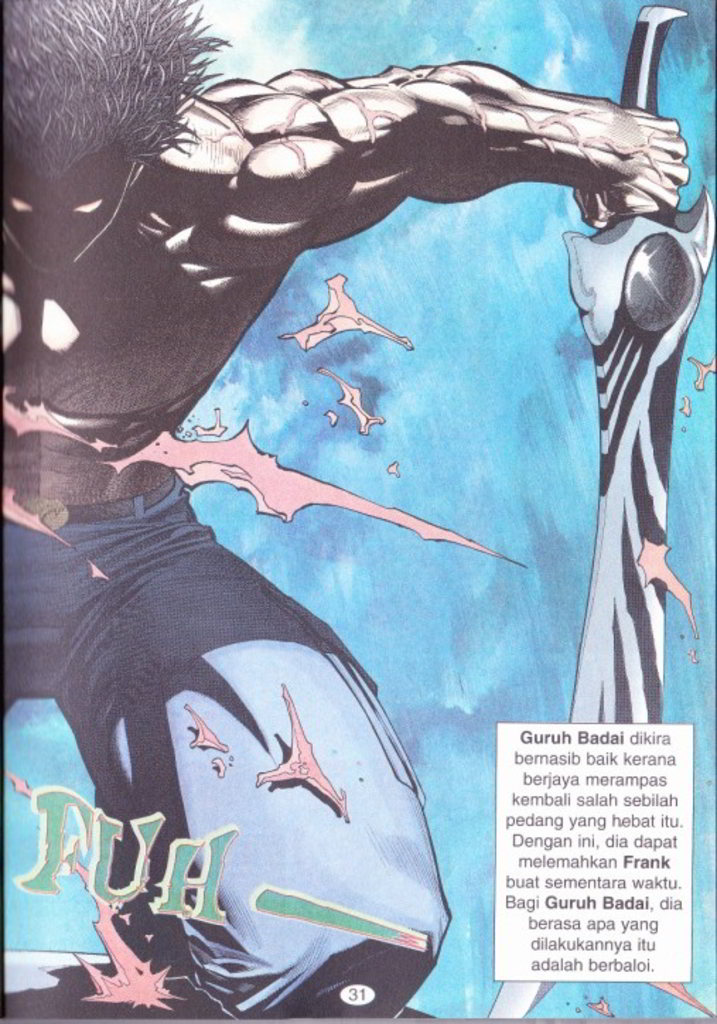 FUH
Guruh Badai dikira
bernasib baik kerana
berjaya merampas
kembali salah sebilah
pedang yang hebat itu.
Dengan ini, dia dapat
melemahkan Frank
buat sementara waktu.
Bagi Guruh Badai, dia
berasa apa yang
dilakukannya itu
adalah berbaloi.
31